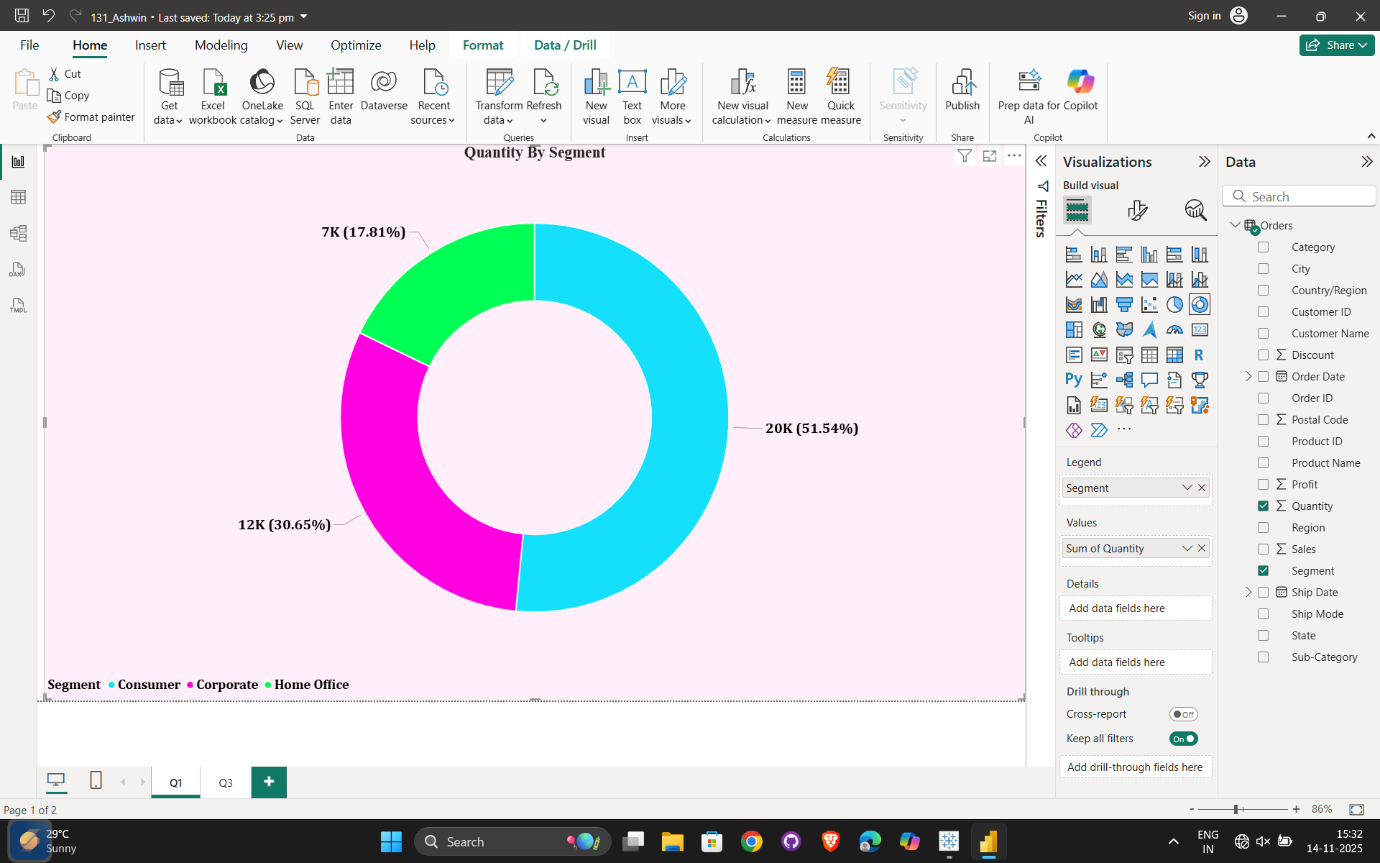 131_Ashwin • Last saved: Today at 3:25 pm
Sign in
File Home Insert Modeling View Optimize Help Format Data / Drill
Share
Paste
Cut
Copy
Format painter
Clipboard
Get data
Excel workbook
OneLake catalog
SQL Server
Enter data
Dataverse
Recent sources
Data
Transform data
Refresh
Queries
New visual
Text box
More visuals
Insert
New visual calculation
New measure
Quick measure
Calculations
Sensitivity
Sensitivity
Publish
Share
Prep data for AI
Copilot
Copilot
Quantity By Segment
7K (17.81%)
20K (51.54%)
12K (30.65%)
Segment Consumer Corporate Home Office
Filters
Visualizations
Build visual
Legend
Segment
Values
Sum of Quantity
Details
Add data fields here
Tooltips
Add data fields here
Drill through
Cross-report Off
Keep all filters On
Add drill-through fields here
Data
Search
Orders
Category
City
Country/Region
Customer ID
Customer Name
Discount
Order Date
Order ID
Postal Code
Product ID
Product Name
Profit
Quantity
Region
Sales
Segment
Ship Date
Ship Mode
State
Sub-Category
DAX
TMDL
Q1 Q3
Page 1 of 2
86%
29°C
Sunny
Search
ENG
IN
15:32
14-11-2025